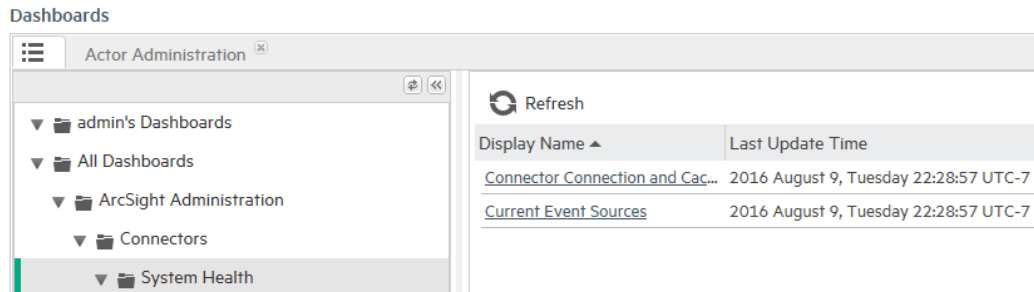 Dashboards
Actor Administration
admin's Dashboards
All Dashboards
ArcSight Administration
Connectors
System Health
Refresh
Display Name Last Update Time
Connector Connection and Cac... 2016 August 9, Tuesday 22:28:57 UTC-7
Current Event Sources 2016 August 9, Tuesday 22:28:57 UTC-7